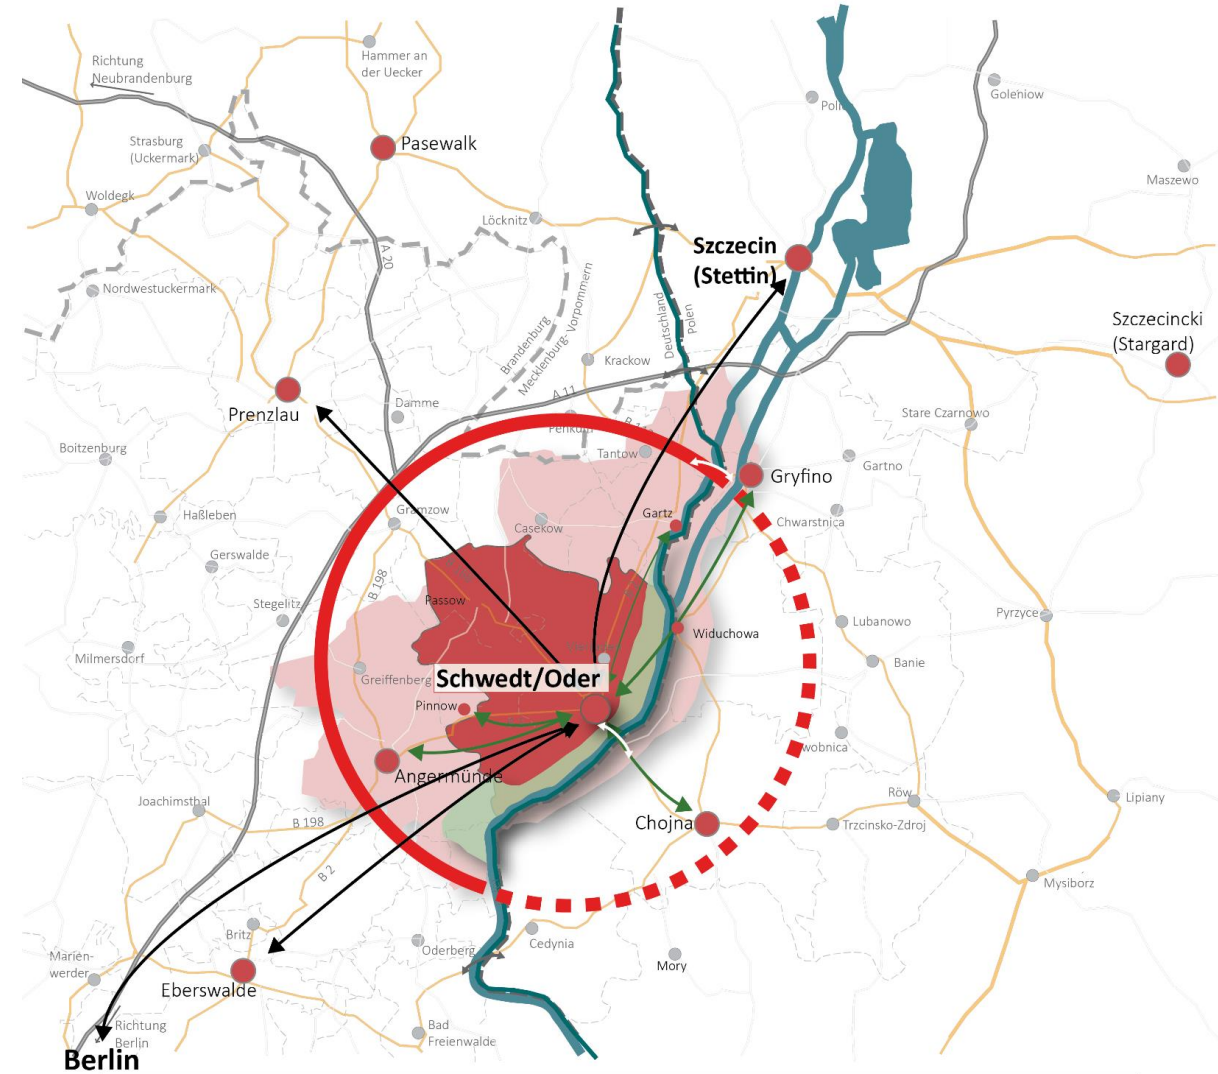 Richtung
Neubrandenburg
Hammer an
der Uecker
Goleniow
Strasburg
(Uckermark)
Pasewalk
Maszewo
Woldegk
Löcknitz
Szczecin
(Stettin)
A 20
Nordwestuckermark
Brandenburg
Mecklenburg-Vorpommern
Deutschland
Polen
Szczecincki
(Stargard)
Krackow
A 11
Prenzlau
Damme
Stare Czarnowo
Boitzenburg
Tantow
Gartno
Gryfino
Haßleben
Gramzow
Casekow
Gartz
Chwarstnica
Gerswalde
B 198
Stegelitz
Passow
Pyrzyce
Lubanowo
Widuchowa
Milmersdorf
Banie
Greiffenberg
Schwedt/Oder
Pinnow
Angermünde
Joachimsthal
B 198
Chojna
Röw
Trzcinsko-Zdroj
Lipiany
B 2
Mysiborz
Britz
Oderberg
Cedynia
Marien-
werder
Mory
Eberswalde
Richtung
Berlin
Bad
Freienwalde
Berlin